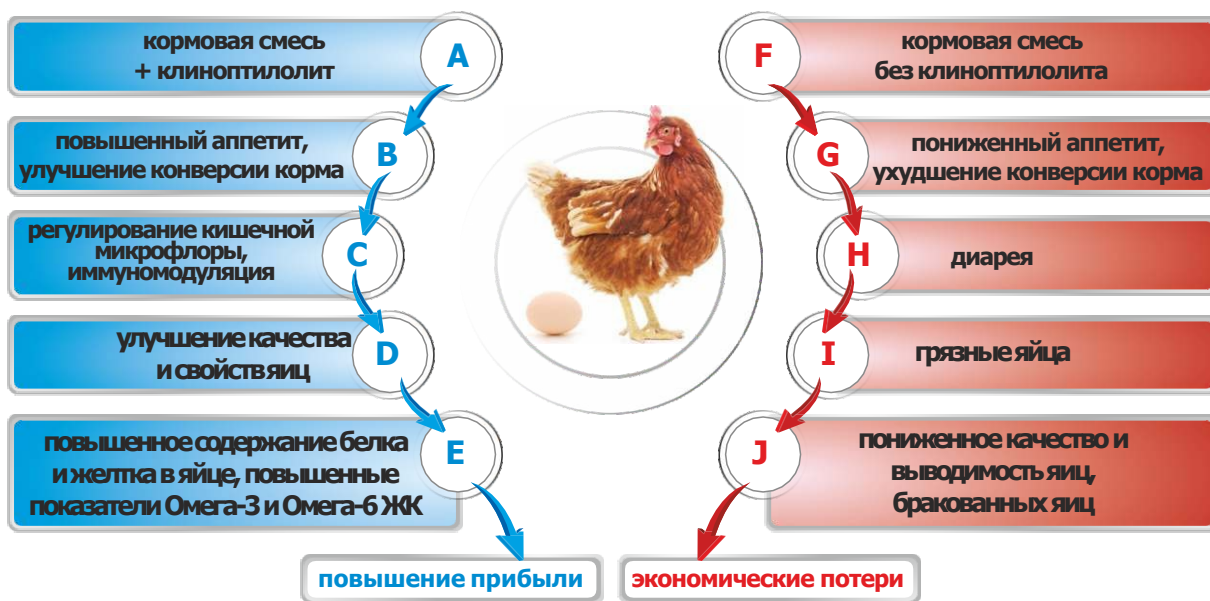 кормовая смесь
+ клиноптилолит
A
повышенный аппетит,
улучшение конверсии корма
B
регулирование кишечной
микрофлоры,
иммуномодуляция
C
улучшение качества
и свойств яиц
D
повышенное содержание белка
и желтка в яйце, повышенные
показатели Омега-3 и Омега-6 ЖК
E
повышение прибыли
F
кормовая смесь
без клиноптилолита
G
пониженный аппетит,
ухудшение конверсии корма
H
диарея
I
грязные яйца
J
пониженное качество и
выводимость яиц,
бракованных яиц
экономические потери